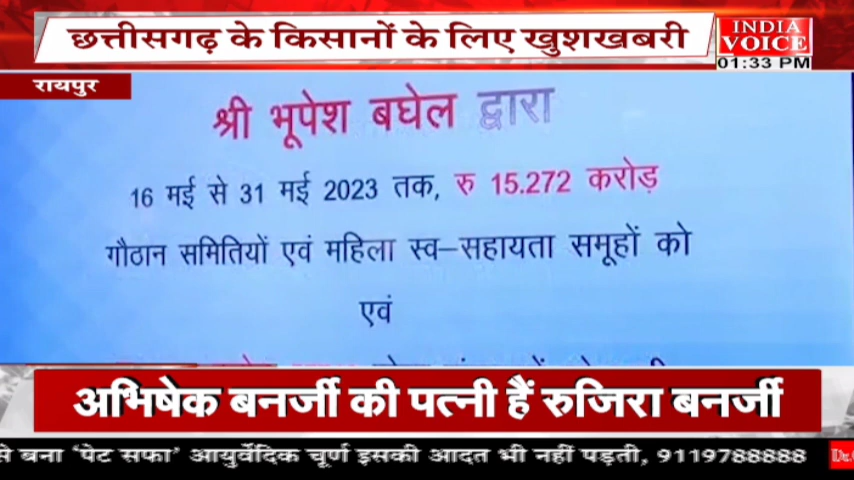 छत्तीसगढ़ के किसानों के लिए खुशखबरी
INDIA
VOICE
01:33 PM
रायपुर
श्री भूपेश बघेल द्वारा
16 मई से 31 मई 2023 तक, रु 15.272 करोड़
गौठान समितियों एवं महिला स्व-सहायता समूहों को
एवं
अभिषेक बनर्जी की पत्नी हैं रुजिरा बनर्जी
से बना 'पेट सफा' आयुर्वेदिक चूर्ण इसकी आदत भी नहीं पड़ती, 9119788888